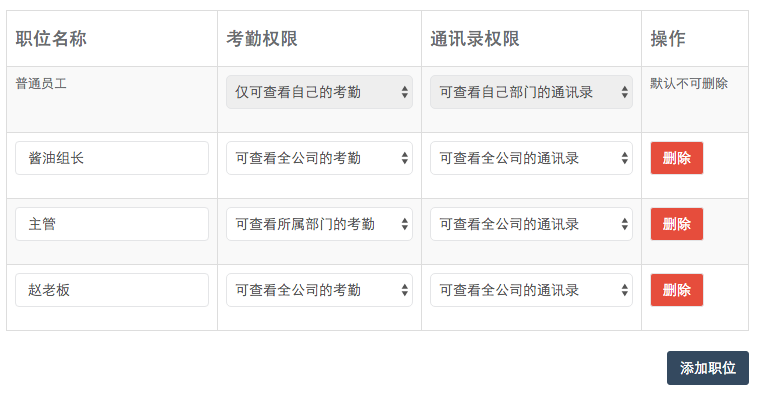 职位名称 考勤权限 通讯录权限 操作
普通员工 仅可查看自己的考勤 可查看自己部门的通讯录 默认不可删除
酱油组长 可查看全公司的考勤 可查看全公司的通讯录 删除
主管 可查看所属部门的考勤 可查看全公司的通讯录 删除
赵老板 可查看全公司的考勤 可查看全公司的通讯录 删除
添加职位